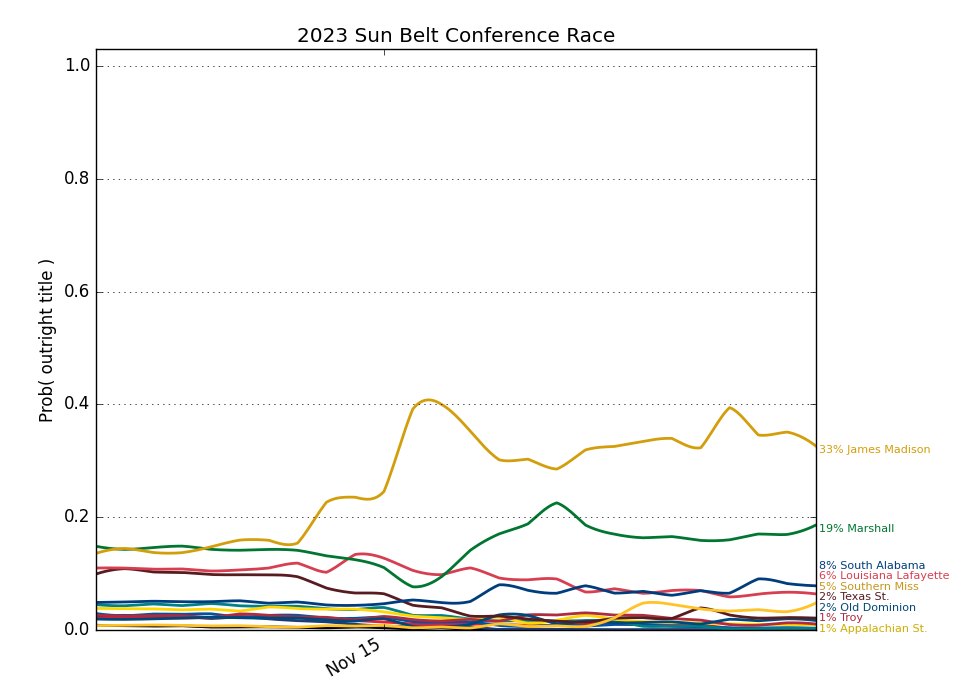 2023 Sun Belt Conference Race
1.0
0.8
0.6
0.4
0.2
0.0
Prob( outright title )
Nov 15
33% James Madison
19% Marshall
8% South Alabama
6% Louisiana Lafayette
5% Southern Miss
2% Texas St.
2% Old Dominion
1% Troy
1% Appalachian St.